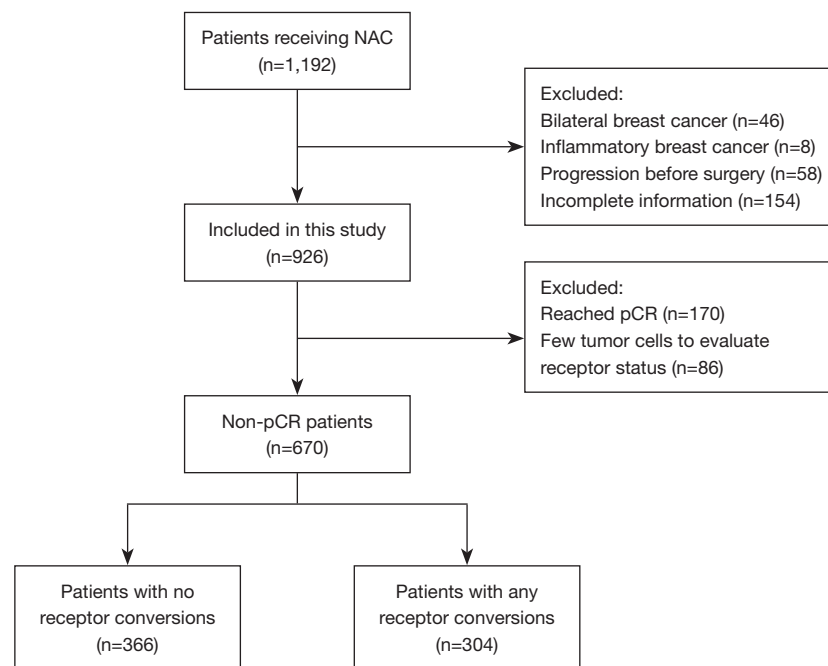 Patients receiving NAC
(n=1,192)
Excluded:
Bilateral breast cancer (n=46)
Inflammatory breast cancer (n=8)
Progression before surgery (n=58)
Incomplete information (n=154)
Included in this study
(n=926)
Excluded:
Reached pCR (n=170)
Few tumor cells to evaluate
receptor status (n=86)
Non-pCR patients
(n=670)
Patients with no
receptor conversions
(n=366)
Patients with any
receptor conversions
(n=304)